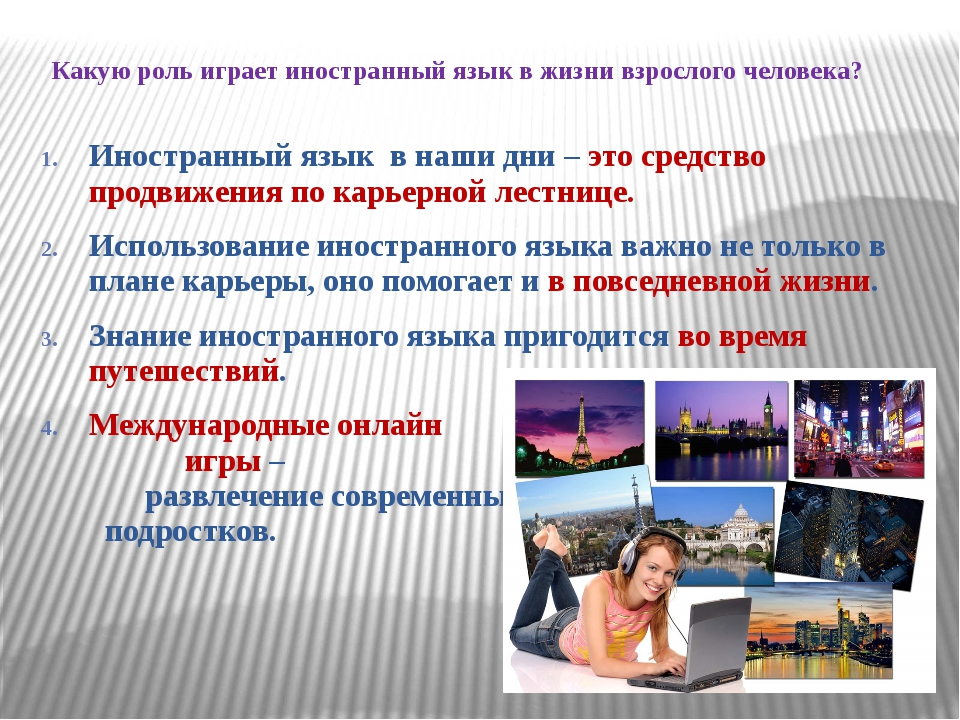 Какую роль играет иностранный язык в жизни взрослого человека?
1. Иностранный язык в наши дни – это средство
продвижения по карьерной лестнице.
2. Использование иностранного языка важно не только в
плане карьеры, оно помогает и в повседневной жизни.
3. Знание иностранного языка пригодится во время
путешествий.
4. Международные онлайн
игры –
развлечение современны
подростков.